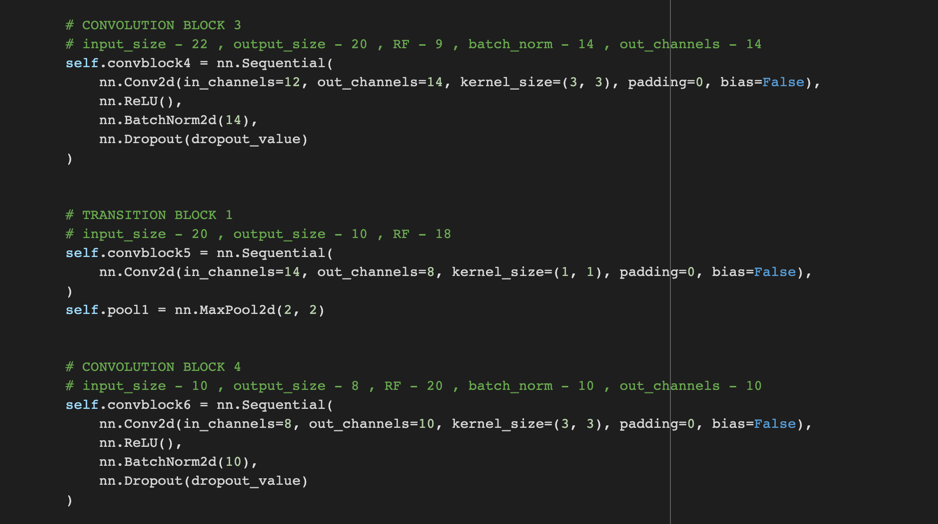 # CONVOLUTION BLOCK 3
# input_size - 22 , output_size - 20 , RF - 9 , batch_norm - 14 , out_channels - 14
self.convblock4 = nn.Sequential(
    nn.Conv2d(in_channels=12, out_channels=14, kernel_size=(3, 3), padding=0, bias=False),
    nn.ReLU(),
    nn.BatchNorm2d(14),
    nn.Dropout(dropout_value)
)
# TRANSITION BLOCK 1
# input_size - 20 , output_size - 10 , RF - 18
self.convblock5 = nn.Sequential(
    nn.Conv2d(in_channels=14, out_channels=8, kernel_size=(1, 1), padding=0, bias=False),
)
self.pool1 = nn.MaxPool2d(2, 2)
# CONVOLUTION BLOCK 4
# input_size - 10 , output_size - 8 , RF - 20 , batch_norm - 10 , out_channels - 10
self.convblock6 = nn.Sequential(
    nn.Conv2d(in_channels=8, out_channels=10, kernel_size=(3, 3), padding=0, bias=False),
    nn.ReLU(),
    nn.BatchNorm2d(10),
    nn.Dropout(dropout_value)
)